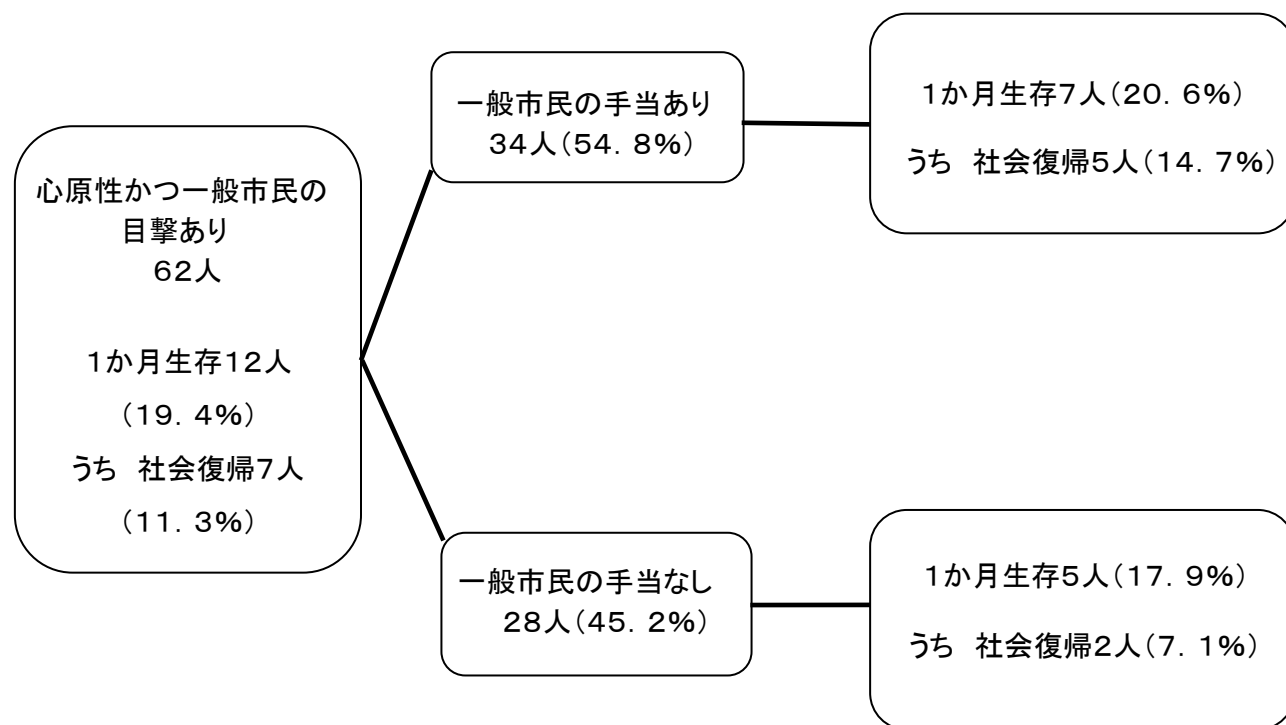 心原性かつ一般市民の
目撃あり
62人
1か月生存12人
（19．4%）
うち　社会復帰7人
（11．3%）
一般市民の手当あり
34人（54．8%）
1か月生存7人（20．6%）
うち　社会復帰5人（14．7%）
一般市民の手当なし
28人（45．2%）
1か月生存5人（17．9%）
うち　社会復帰2人（7．1%）